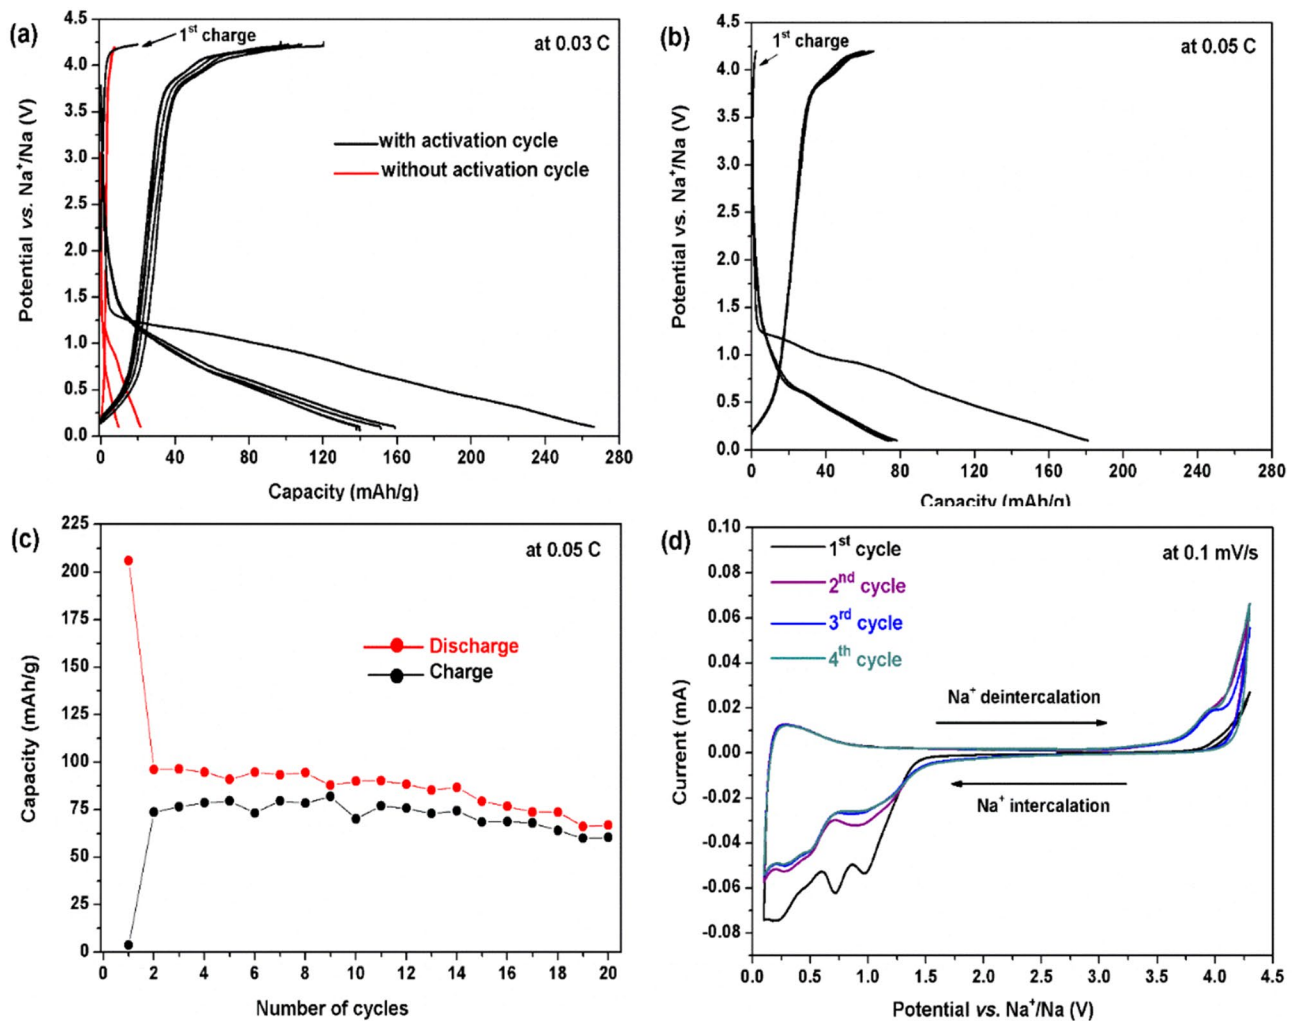 (a)
1st charge
at 0.03 C
with activation cycle
without activation cycle
Potential vs. Na+/Na (V)
4.5
4.0
3.5
3.0
2.5
2.0
1.5
1.0
0.5
0.0
0 40 80 120 160 200 240 280
Capacity (mAh/g)
(b)
1st charge
at 0.05 C
Potential vs. Na+/Na (V)
4.5
4.0
3.5
3.0
2.5
2.0
1.5
1.0
0.5
0.0
0 40 80 120 160 200 240 280
Capacity (mAh/g)
(c)
at 0.05 C
Discharge
Charge
Capacity (mAh/g)
225
200
175
150
125
100
75
50
25
0
0 2 4 6 8 10 12 14 16 18 20
Number of cycles
(d)
1st cycle
2nd cycle
3rd cycle
4th cycle
at 0.1 mV/s
Na+ deintercalation
Na+ intercalation
Current (mA)
0.10
0.08
0.06
0.04
0.02
0.00
-0.02
-0.04
-0.06
-0.08
0.0 0.5 1.0 1.5 2.0 2.5 3.0 3.5 4.0 4.5
Potential vs. Na+/Na (V)